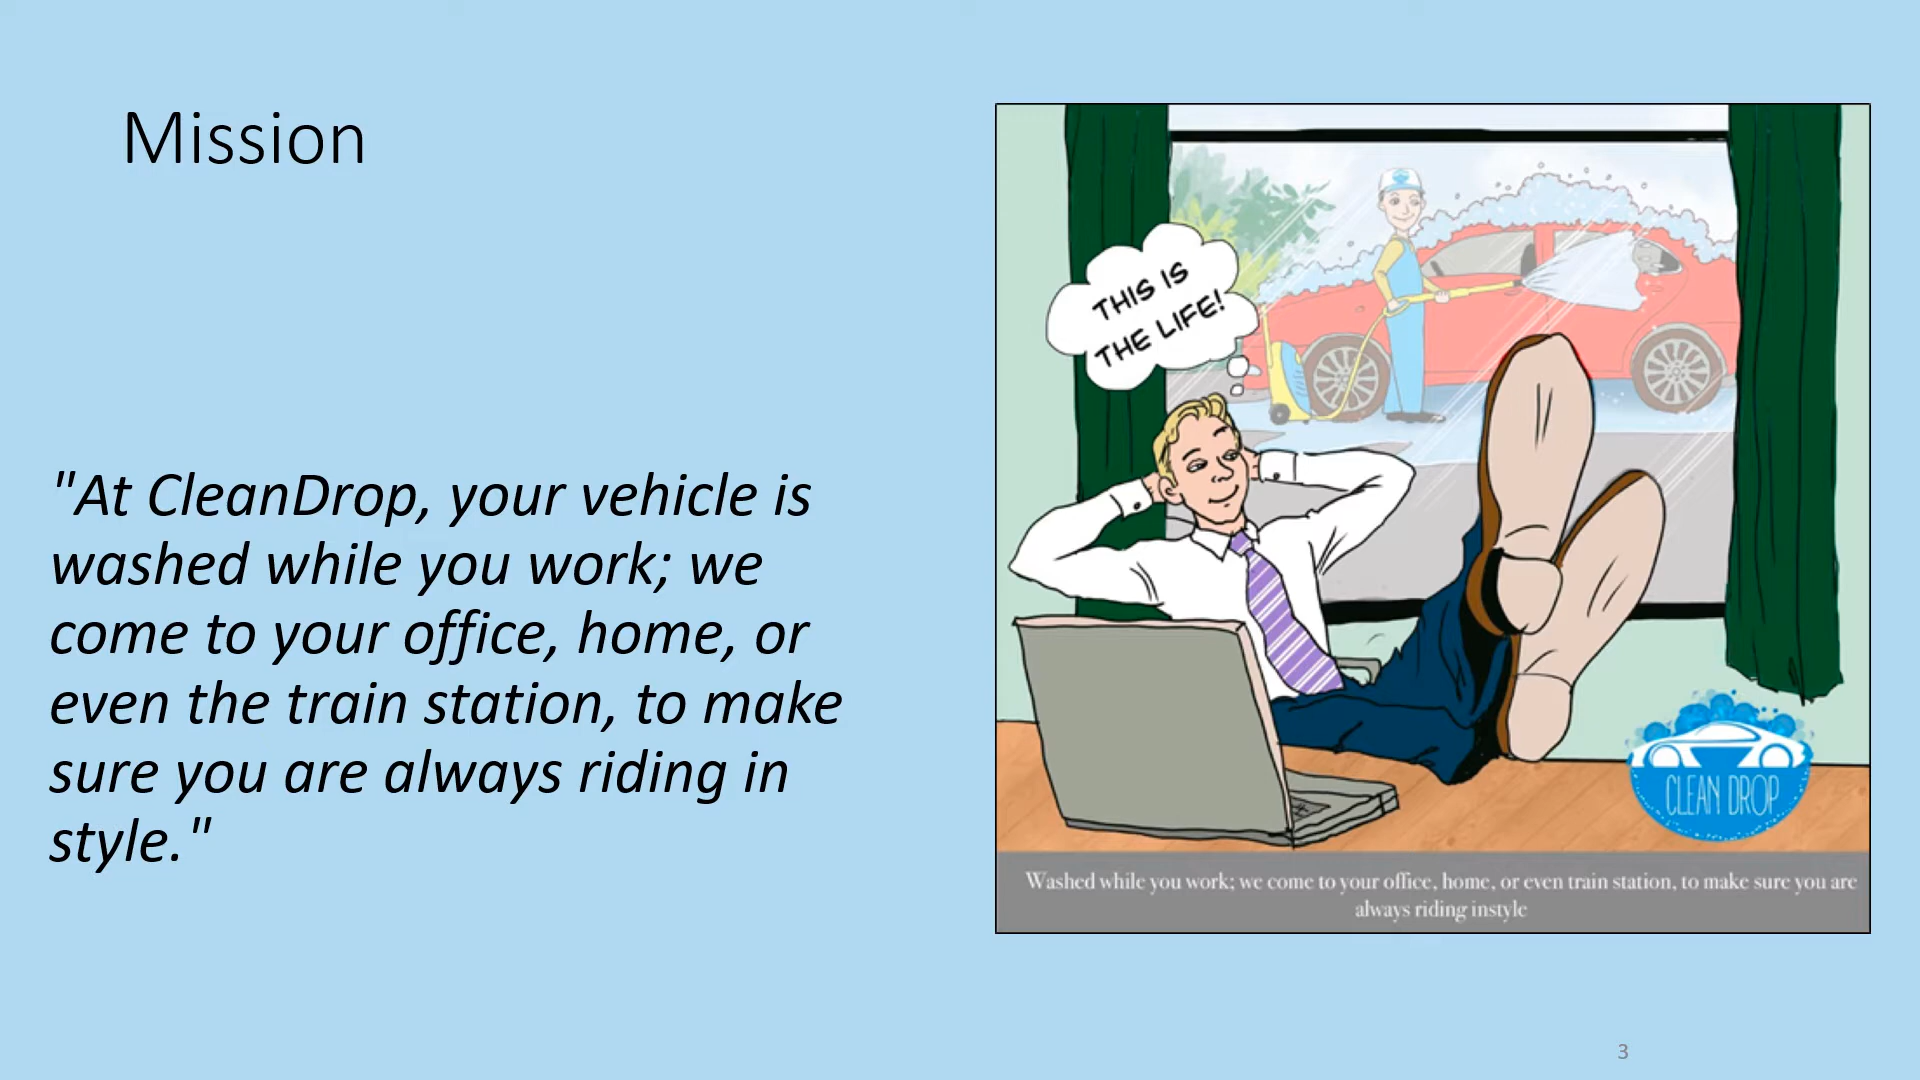 Mission
"At CleanDrop, your vehicle is
washed while you work; we
come to your office, home, or
even the train station, to make
sure you are always riding in
style."
THIS IS
THE LIFE!
CLEAN DROP
Washed while you work; we come to your office, home, or even train station, to make sure you are
always riding instyle
3